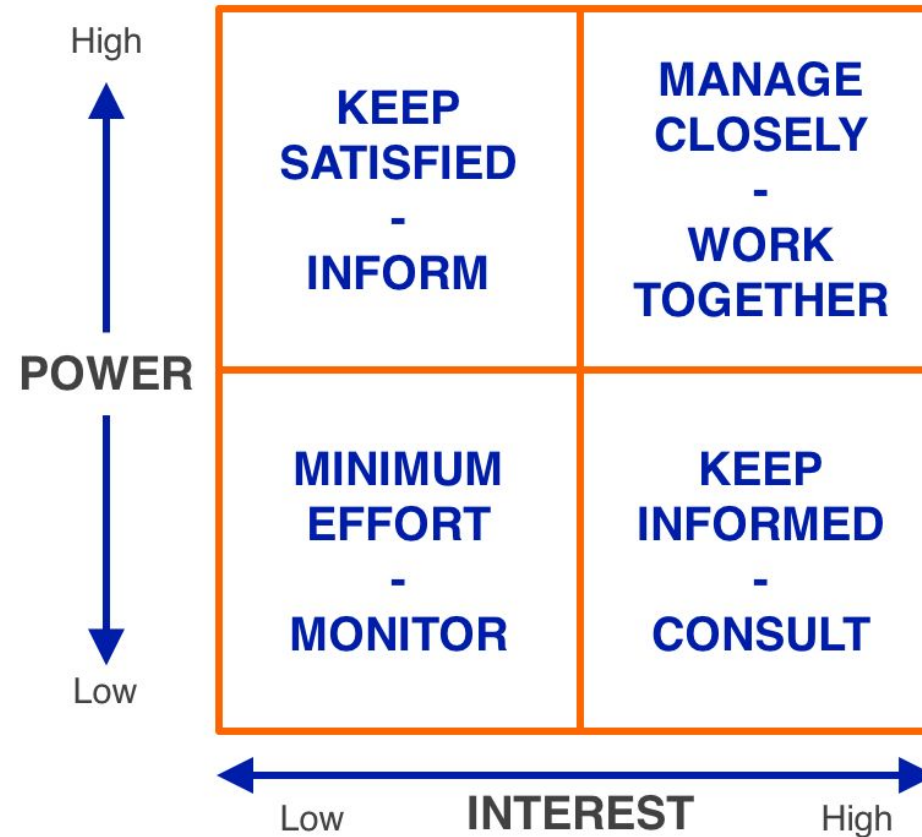 High
KEEP
SATISFIED
-
INFORM
MANAGE
CLOSELY
-
WORK
TOGETHER
POWER
MINIMUM
EFFORT
-
MONITOR
KEEP
INFORMED
-
CONSULT
Low
Low INTEREST High